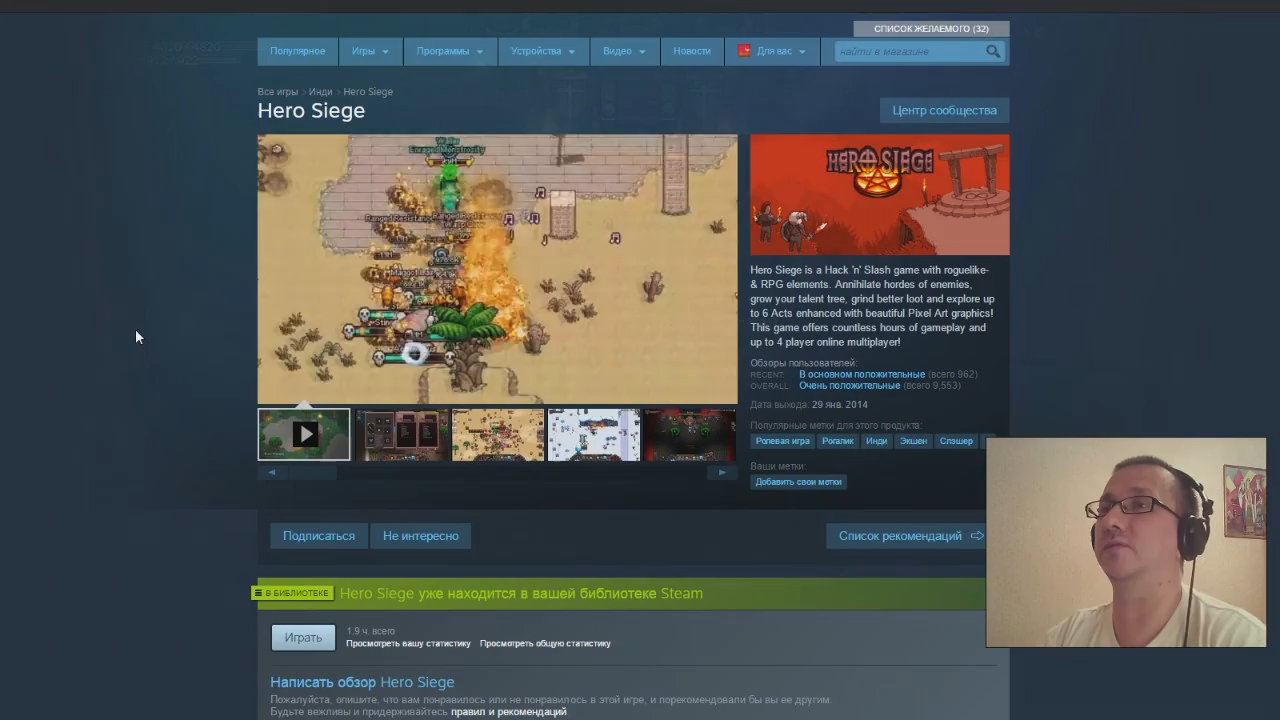 СПИСОК ЖЕЛАЕМОГО (32)
Популярное Игры Программы Устройства Видео Новости Для вас найти в магазине
Все игры > Инди > Hero Siege
Hero Siege
Центр сообщества
Enraged Monstrocity
HERO SIEGE
Hero Siege is a Hack 'n' Slash game with roguelike-
& RPG elements. Annihilate hordes of enemies,
grow your talent tree, grind better loot and explore up
to 6 Acts enhanced with beautiful Pixel Art graphics!
This game offers countless hours of gameplay and
up to 4 player online multiplayer!
Обзоры пользователей:
RECENT: В основном положительные (всего 962)
OVERALL: Очень положительные (всего 9,553)
Дата выхода: 29 янв. 2014
Популярные метки для этого продукта:
Ролевая игра Рогалик Инди Экшен Слэшер
Ваши метки:
Добавить свои метки
Подписаться Не интересно Список рекомендаций
В БИБЛИОТЕКЕ Hero Siege уже находится в вашей библиотеке Steam
Играть
1.9 ч. всего
Просмотреть вашу статистику Просмотреть общую статистику
Написать обзор Hero Siege
Пожалуйста, опишите, что вам понравилось или не понравилось в этой игре, и порекомендовали бы вы ее другим.
Будьте вежливы и придерживайтесь правил и рекомендаций